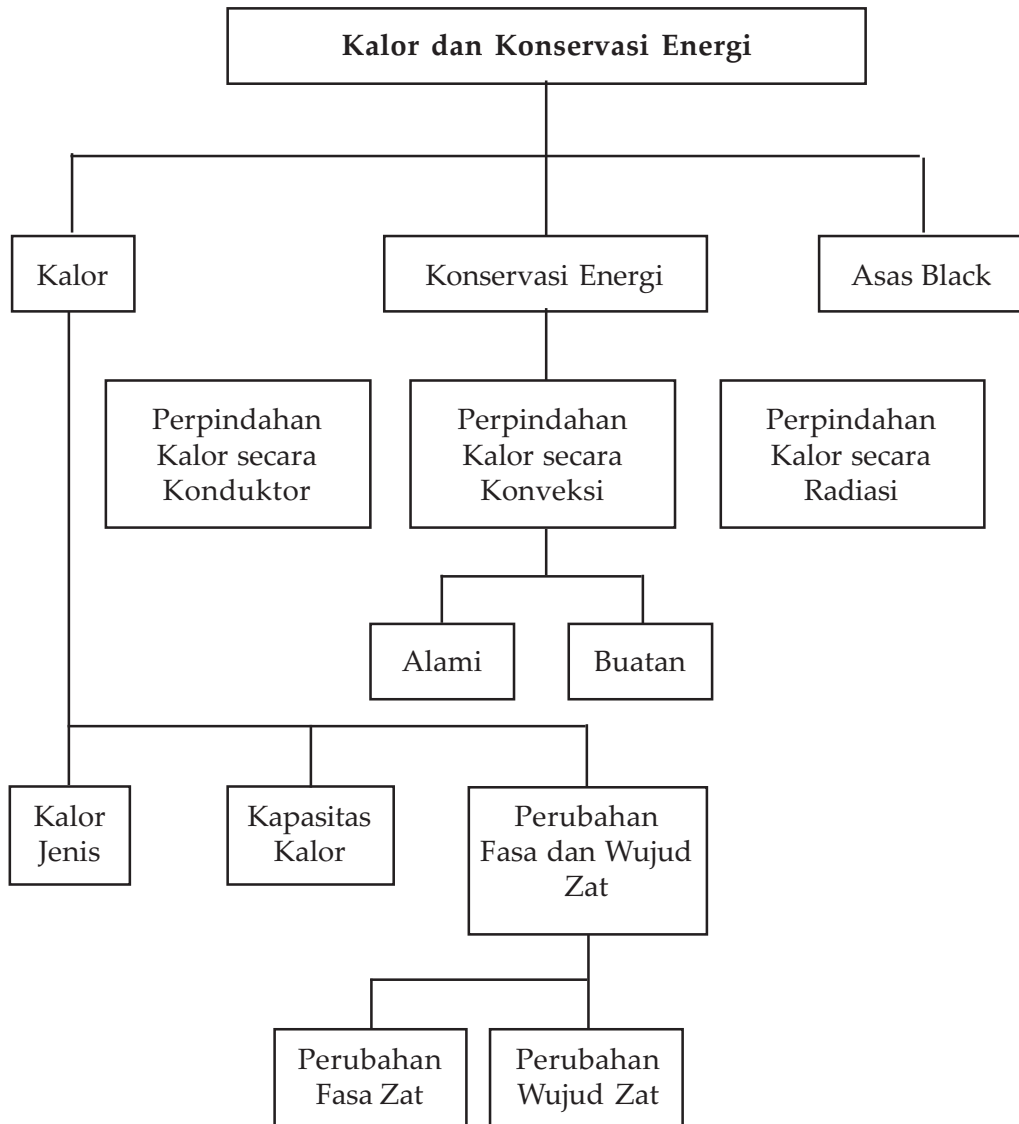 Kalor dan Konservasi Energi
Kalor
Konservasi Energi
Asas Black
Perpindahan
Kalor secara
Konduktor
Perpindahan
Kalor secara
Konveksi
Perpindahan
Kalor secara
Radiasi
Alami
Buatan
Kalor
Jenis
Kapasitas
Kalor
Perubahan
Fasa dan Wujud
Zat
Perubahan
Fasa Zat
Perubahan
Wujud Zat